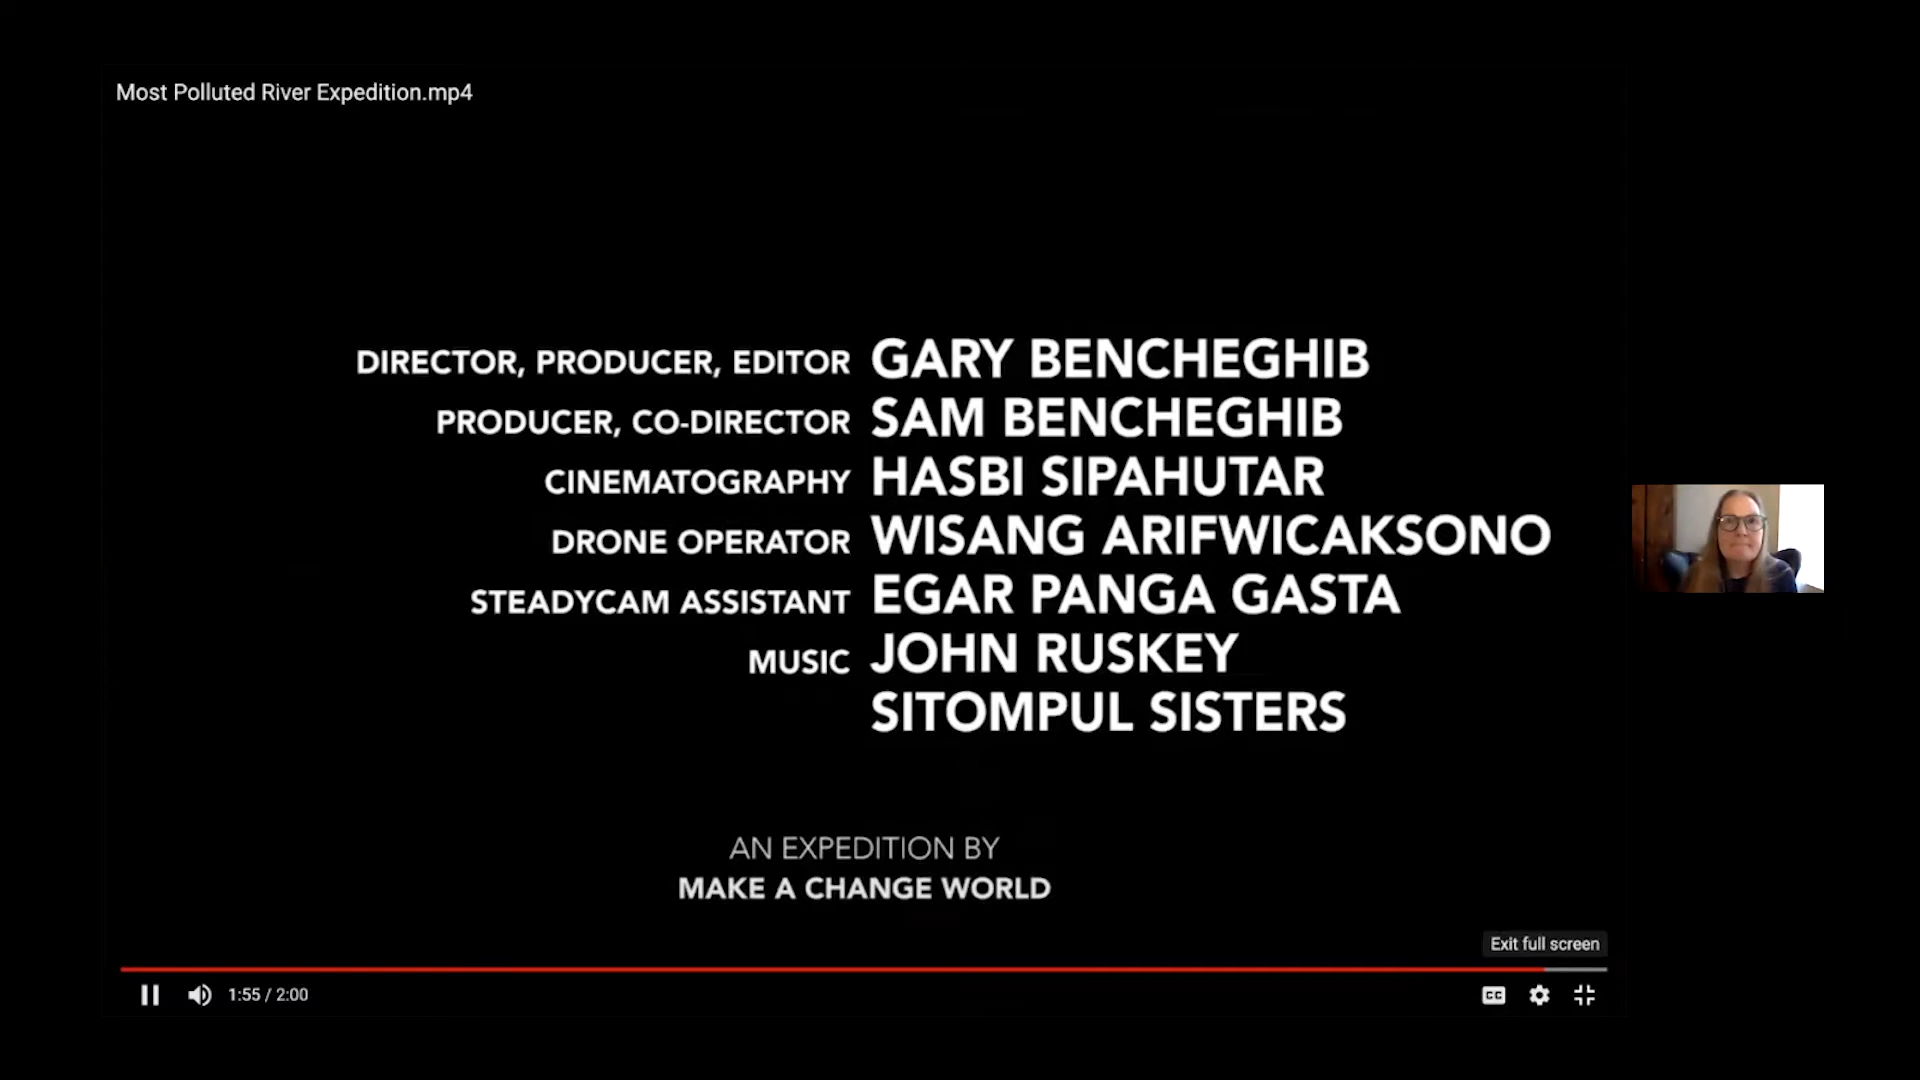 Most Polluted River Expedition.mp4
DIRECTOR, PRODUCER, EDITOR GARY BENCHEGHIB
PRODUCER, CO-DIRECTOR SAM BENCHEGHIB
CINEMATOGRAPHY HASBI SIPAHUTAR
DRONE OPERATOR WISANG ARIFWICAKSONO
STEADYCAM ASSISTANT EGAR PANGA GASTA
MUSIC JOHN RUSKEY
SITOMPUL SISTERS
AN EXPEDITION BY
MAKE A CHANGE WORLD
Exit full screen
1:55 / 2:00
CC